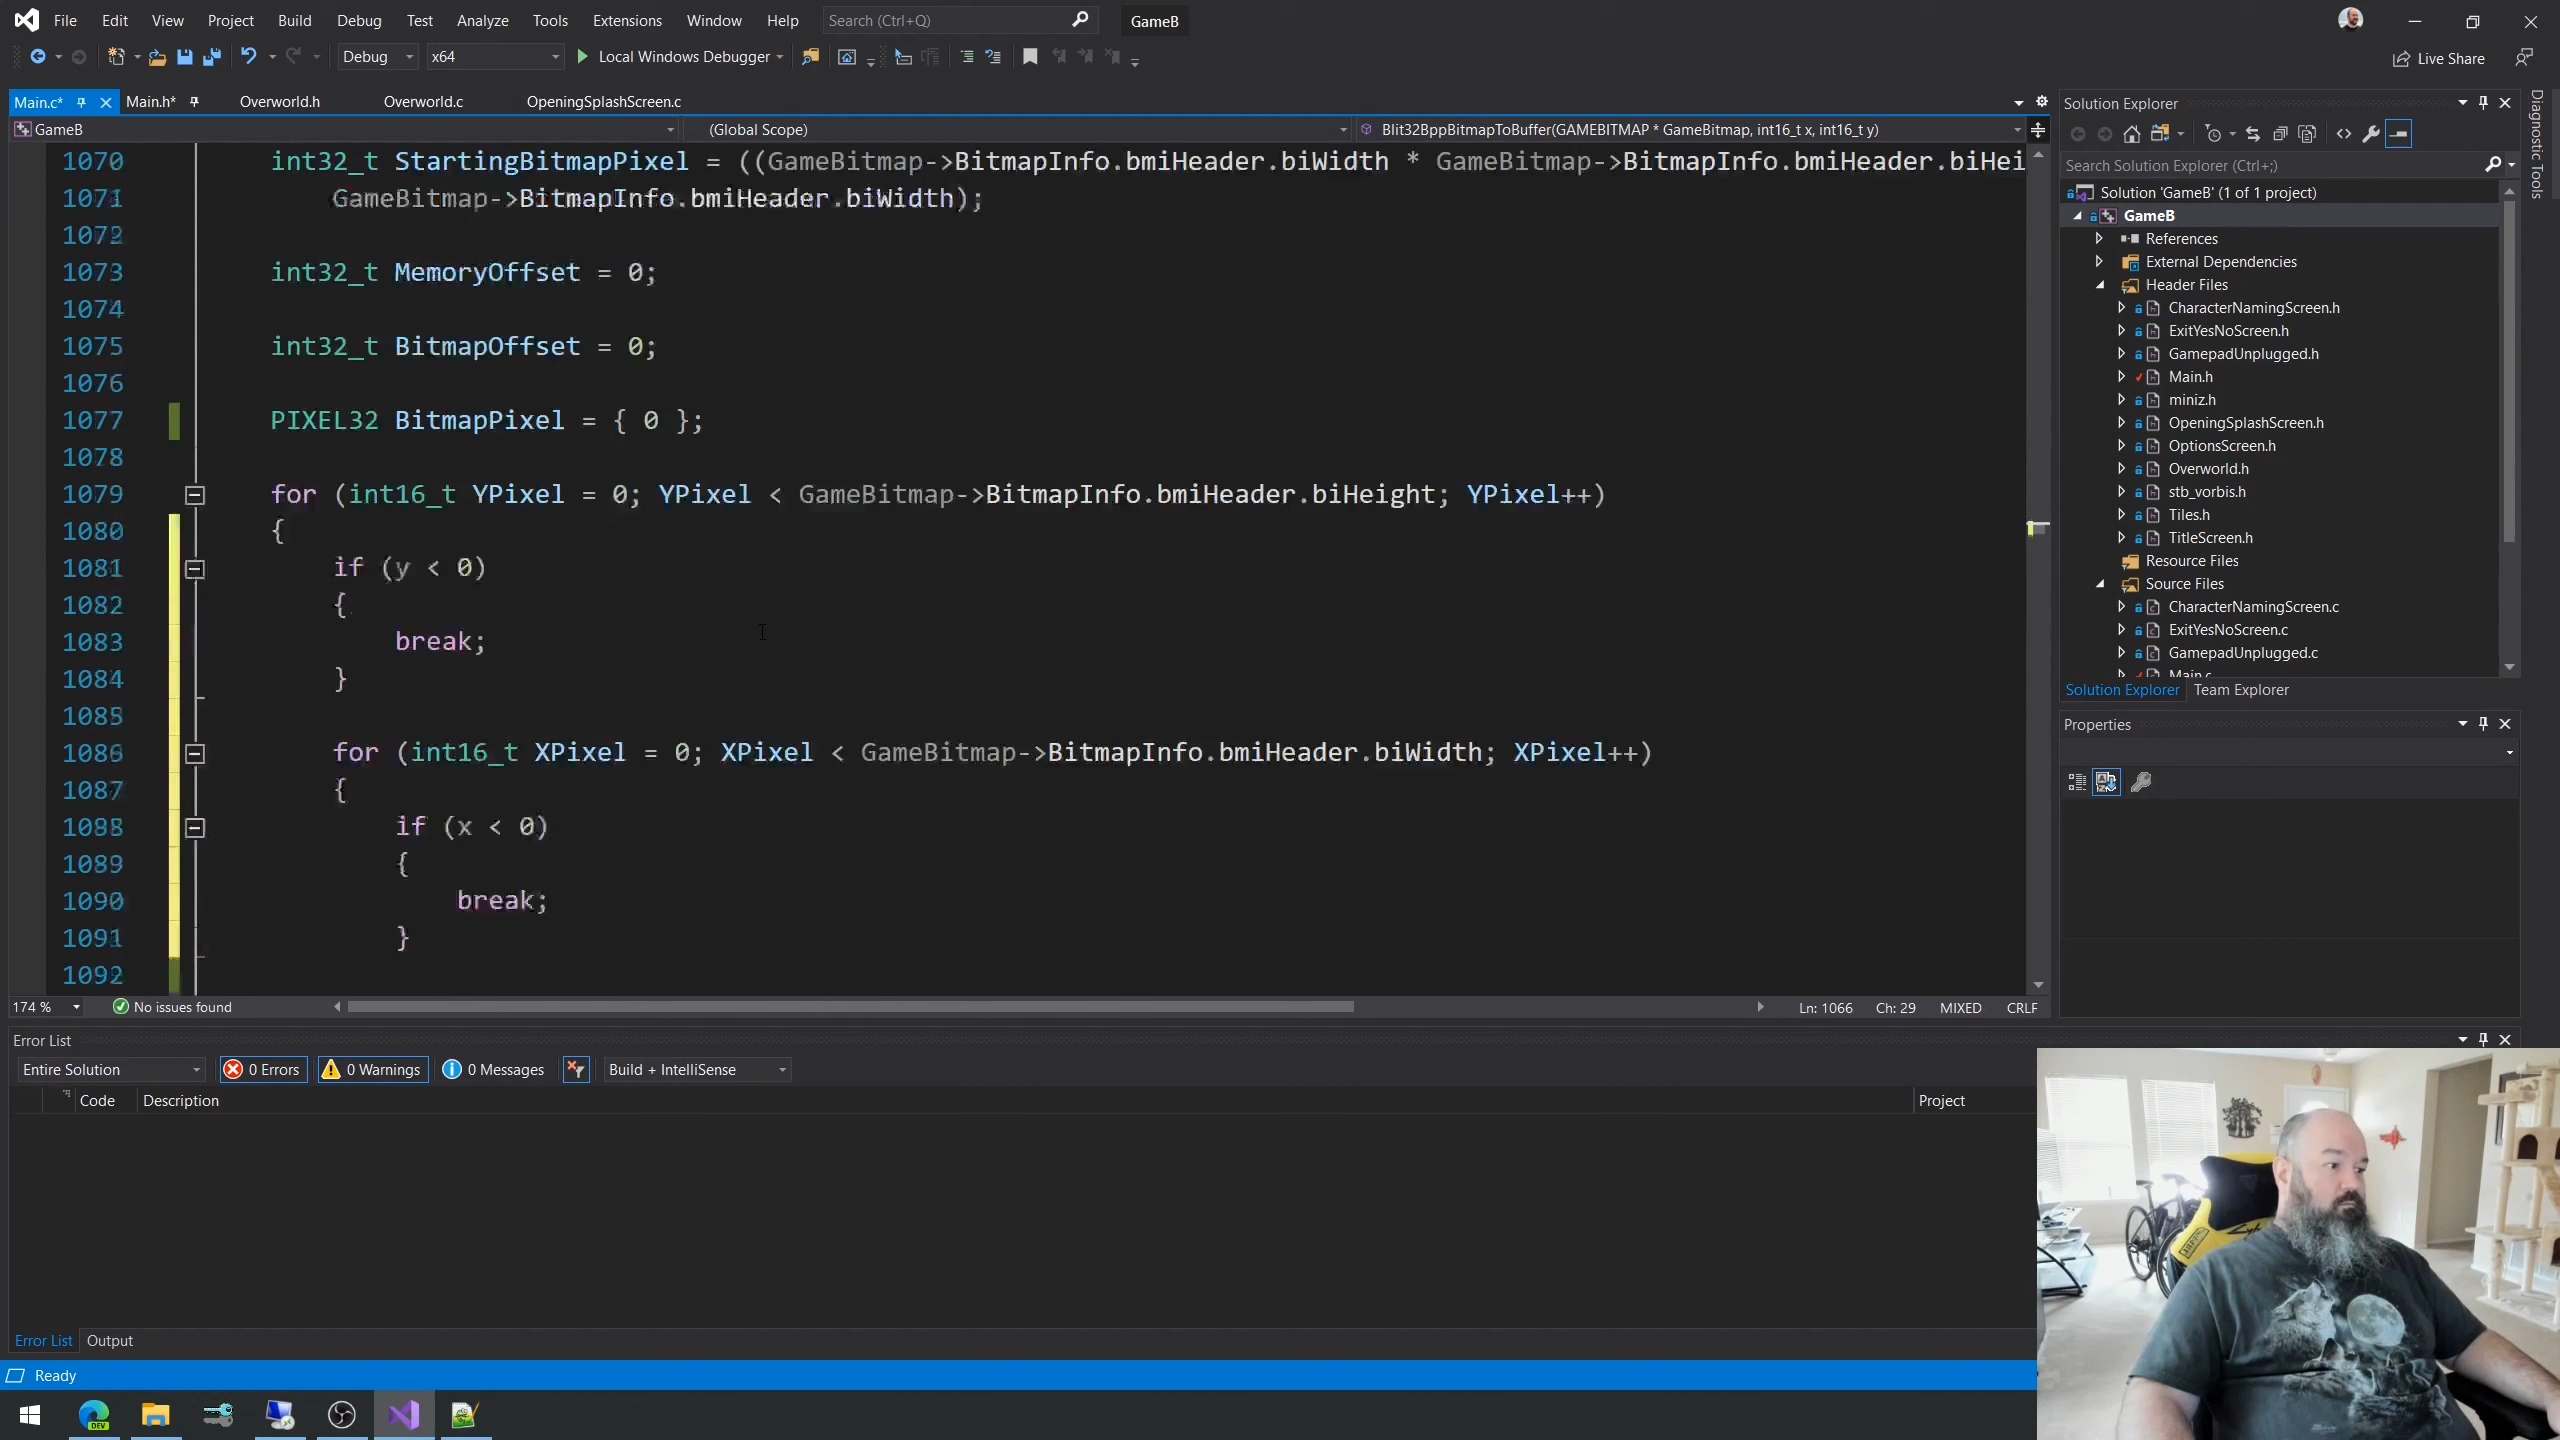 File Edit View Project Build Debug Test Analyze Tools Extensions Window Help Search (Ctrl+Q) GameB
Debug x64 Local Windows Debugger Live Share
Main.c* Main.h* Overworld.h Overworld.c OpeningSplashScreen.c
GameB (Global Scope) Blit32BppBitmapToBuffer(GAMEBITMAP * GameBitmap, int16_t x, int16_t y)
1070 int32_t StartingBitmapPixel = ((GameBitmap->BitmapInfo.bmiHeader.biWidth * GameBitmap->BitmapInfo.bmiHeader.biHei
1071 GameBitmap->BitmapInfo.bmiHeader.biWidth);
1072
1073 int32_t MemoryOffset = 0;
1074
1075 int32_t BitmapOffset = 0;
1076
1077 PIXEL32 BitmapPixel = { 0 };
1078
1079 for (int16_t YPixel = 0; YPixel < GameBitmap->BitmapInfo.bmiHeader.biHeight; YPixel++)
1080 {
1081 if (y < 0)
1082 {
1083 break;
1084 }
1085
1086 for (int16_t XPixel = 0; XPixel < GameBitmap->BitmapInfo.bmiHeader.biWidth; XPixel++)
1087 {
1088 if (x < 0)
1089 {
1090 break;
1091 }
1092
174 % No issues found Ln: 1066 Ch: 29 MIXED CRLF
Error List
Entire Solution 0 Errors 0 Warnings 0 Messages Build + IntelliSense
Code Description Project
Error List Output
Ready
Solution Explorer
Search Solution Explorer (Ctrl+;)
Solution 'GameB' (1 of 1 project)
GameB
References
External Dependencies
Header Files
CharacterNamingScreen.h
ExitYesNoScreen.h
GamepadUnplugged.h
Main.h
miniz.h
OpeningSplashScreen.h
OptionsScreen.h
Overworld.h
stb_vorbis.h
Tiles.h
TitleScreen.h
Resource Files
Source Files
CharacterNamingScreen.c
ExitYesNoScreen.c
GamepadUnplugged.c
Main.c
Solution Explorer Team Explorer
Properties
Diagnostic Tools
DEV